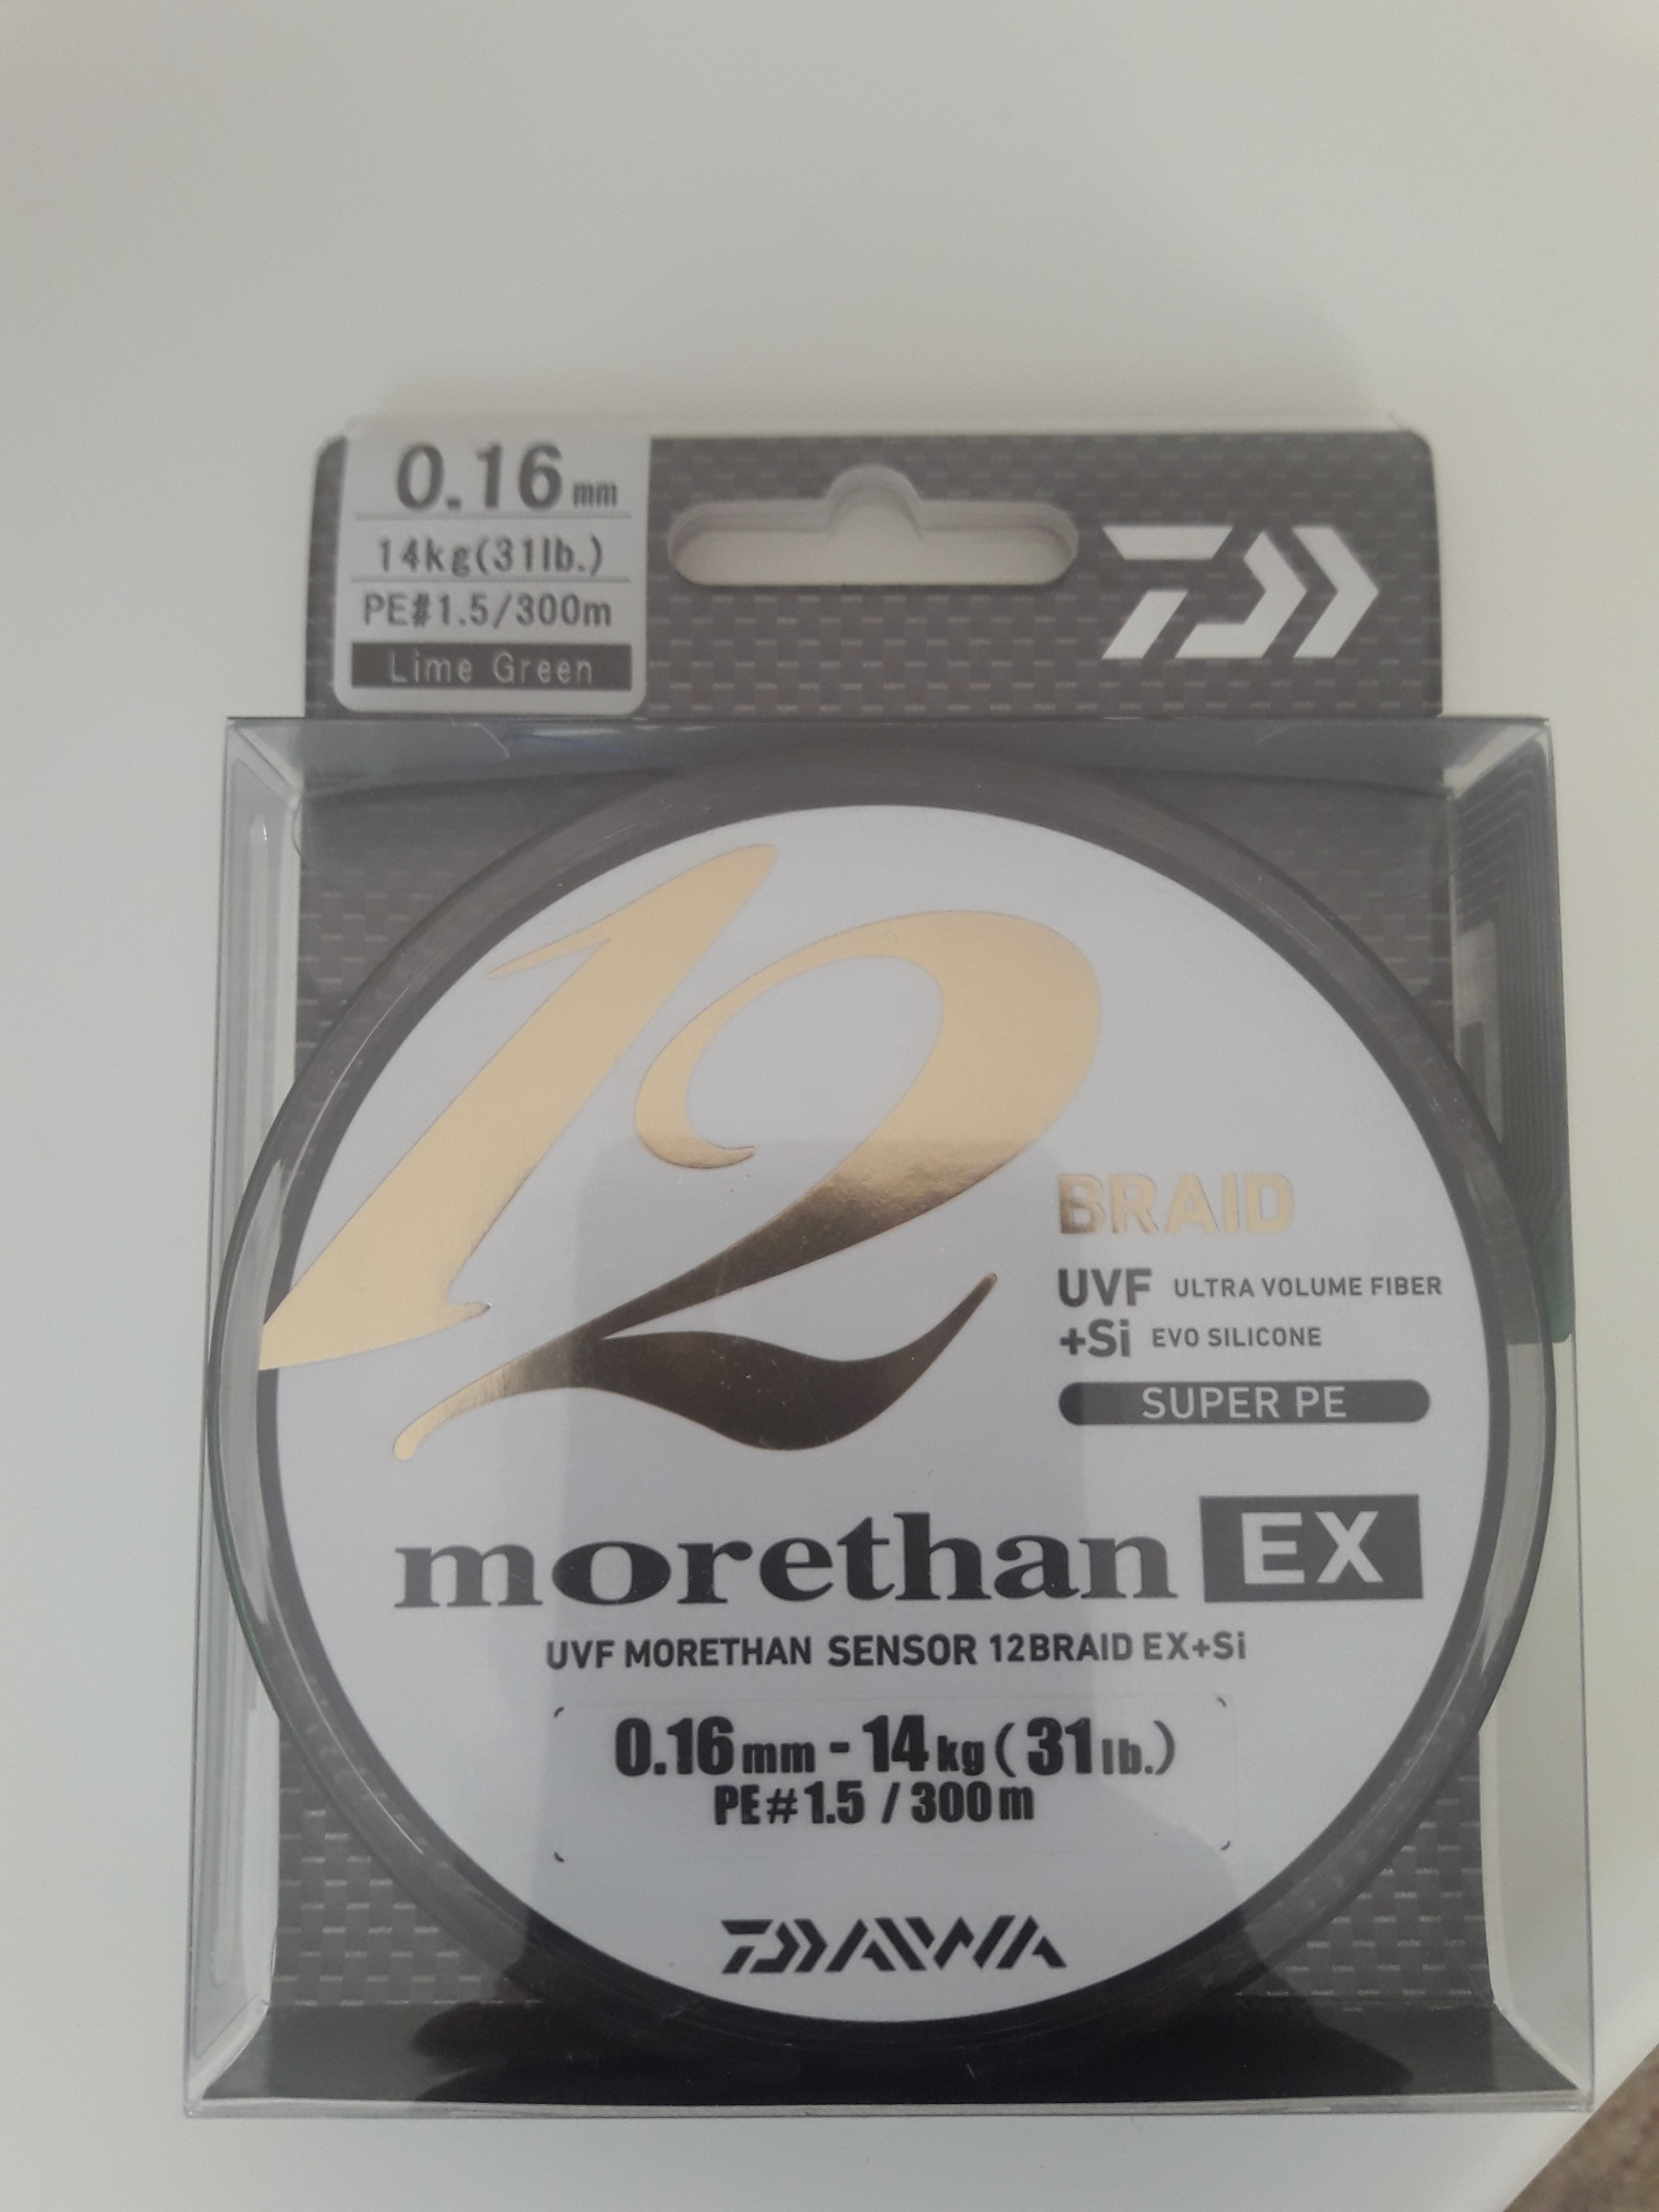 0.16mm
14kg(31lb.)
PE#1.5/300m
Lime Green
12
BRAID
UVF ULTRA VOLUME FIBER
+Si EVO SILICONE
SUPER PE
morethan EX
UVF MORETHAN SENSOR 12BRAID EX+Si
0.16mm - 14kg (31lb.)
PE#1.5 / 300m
DAIWA